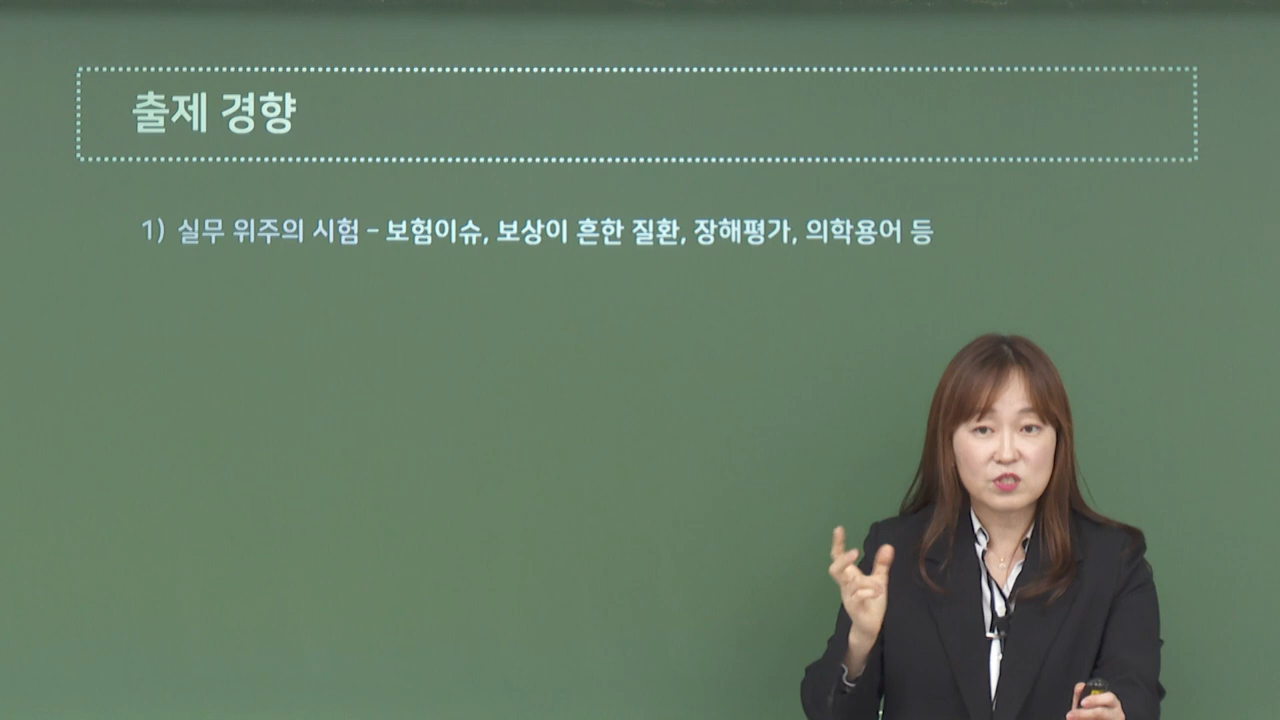 출제 경향
1) 실무 위주의 시험 – 보험이슈, 보상이 흔한 질환, 장해평가, 의학용어 등